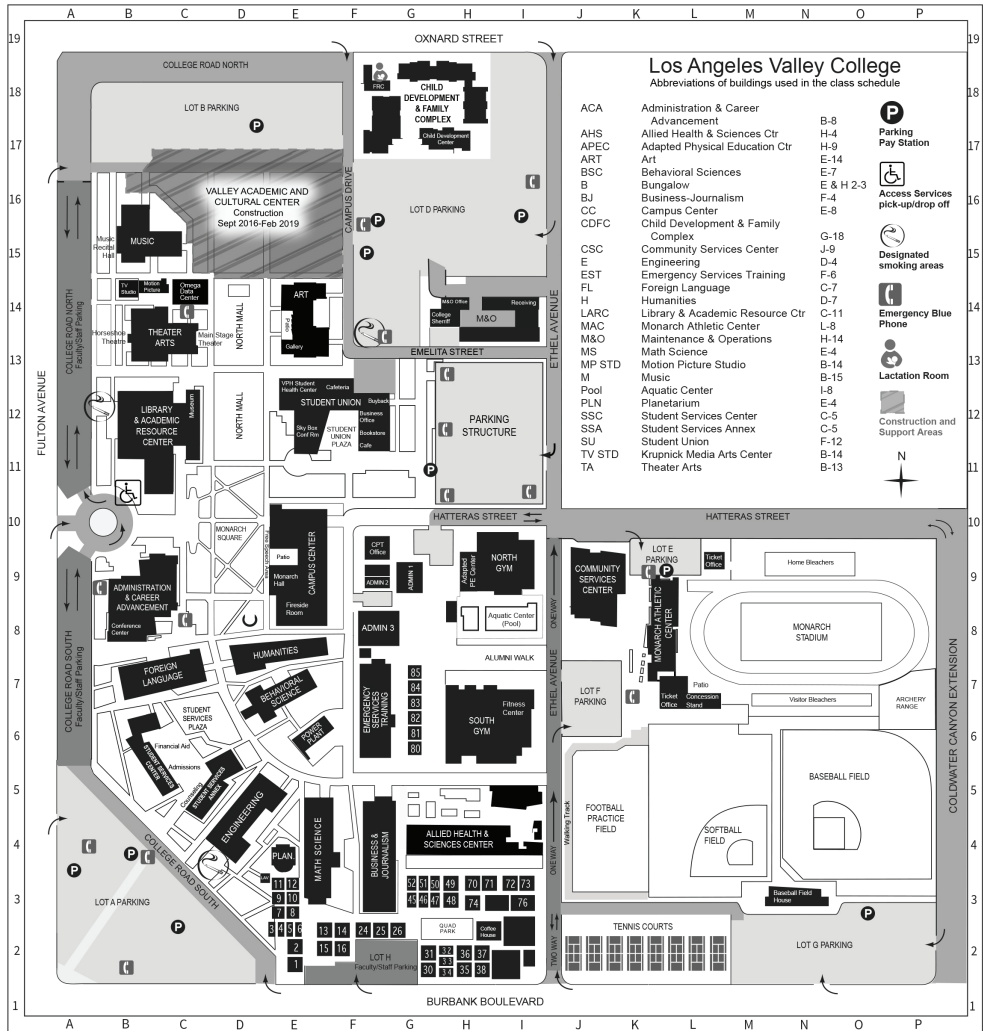 A B C D E F G H I J K L M N O P
19 OXNARD STREET 19
Los Angeles Valley College
Abbreviations of buildings used in the class schedule
ACA Administration & Career
Advancement B-8
AHS Allied Health & Sciences Ctr H-4
APEC Adapted Physical Education Ctr H-9
ART Art E-14
BSC Behavioral Sciences E-7
B Bungalow E & H 2-3
BJ Business-Journalism F-4
CC Campus Center E-8
CDFC Child Development & Family
Complex G-18
CSC Community Services Center J-9
E Engineering D-4
EST Emergency Services Training F-6
FL Foreign Language C-7
H Humanities D-7
LARC Library & Academic Resource Ctr C-11
MAC Monarch Athletic Center L-8
M&O Maintenance & Operations H-14
MS Math Science E-4
MP STD Motion Picture Studio B-14
M Music B-15
Pool Aquatic Center I-8
PLN Planetarium E-4
SSC Student Services Center C-5
SSA Student Services Annex C-5
SU Student Union F-12
TV STD Krupnick Media Arts Center B-14
TA Theater Arts B-13
P
Parking
Pay Station
Access Services
pick-up/drop off
Designated
smoking areas
Emergency Blue
Phone
Lactation Room
Construction and
Support Areas
N
18
17
16
15
14
13
12
11
10
9
8
7
6
5
4
3
2
1
18
17
16
15
14
13
12
11
10
9
8
7
6
5
4
3
2
1
COLLEGE ROAD NORTH
LOT B PARKING
P
FRC
CHILD
DEVELOPMENT
& FAMILY
COMPLEX
Child Development
Center
VALLEY ACADEMIC AND
CULTURAL CENTER
Construction
Sept 2016-Feb 2019
CAMPUS DRIVE
LOT D PARKING
P
P
P
Music
Recital
Hall
MUSIC
TV
Studio
Motion
Picture
Omega
Data
Center
Horseshoe
Theatre
THEATER
ARTS
Main Stage
Theater
NORTH MALL
ART
Patio
Gallery
M&O Office
Receiving
College
Sheriff
M&O
ETHEL AVENUE
EMELITA STREET
COLLEGE ROAD NORTH
Faculty/Staff Parking
FULTON AVENUE
LIBRARY
& ACADEMIC
RESOURCE
CENTER
Museum
NORTH MALL
VPH Student
Health Center
Cafeteria
STUDENT UNION
Buyback
Business
Office
Sky Box
Conf Rm
STUDENT
UNION
PLAZA
Bookstore
Cafe
PARKING
STRUCTURE
P
HATTERAS STREET
HATTERAS STREET
MONARCH
SQUARE
Free Speech Area
Patio
Monarch
Hall
CAMPUS CENTER
Fireside
Room
CPT
Office
ADMIN 2
ADMIN 1
ADMIN 3
Adapted
PE Center
NORTH
GYM
Aquatic Center
(Pool)
ALUMNI WALK
ONEWAY
COMMUNITY
SERVICES
CENTER
LOT E
PARKING
P
Ticket
Office
Home Bleachers
MONARCH ATHLETIC
CENTER
MONARCH
STADIUM
Patio
Ticket
Office
Concession
Stand
Visitor Bleachers
ARCHERY
RANGE
COLDWATER CANYON EXTENSION
ADMINISTRATION
& CAREER
ADVANCEMENT
Conference
Center
COLLEGE ROAD SOUTH
Faculty/Staff Parking
FOREIGN
LANGUAGE
HUMANITIES
BEHAVIORAL
SCIENCE
POWER
PLANT
STUDENT
SERVICES
PLAZA
Financial Aid
Admissions
STUDENT SERVICES
CENTER
Counseling
STUDENT SERVICES
ANNEX
EMERGENCY
SERVICES
TRAINING
85
84
83
82
81
80
SOUTH
GYM
Fitness
Center
ETHEL AVENUE
LOT F
PARKING
FOOTBALL
PRACTICE
FIELD
Walking Track
BASEBALL FIELD
SOFTBALL
FIELD
Baseball Field
House
ENGINEERING
COLLEGE ROAD SOUTH
PLAN.
LAV
MATH SCIENCE
BUSINESS &
JOURNALISM
ALLIED HEALTH &
SCIENCES CENTER
ONEWAY
LOT A PARKING
P
P
P
11 12
9 10
7 8
3 4 5 6
2
1
13 14
15 16
24 25 26
52 51 50 49 70 71 72 73
45 46 47 48 74 76
QUAD
PARK
Coffee
House
31 32 36 37
33
30 34 35 38
LOT H
Faculty/Staff Parking
TWO WAY
TENNIS COURTS
P
LOT G PARKING
BURBANK BOULEVARD
A B C D E F G H I J K L M N O P